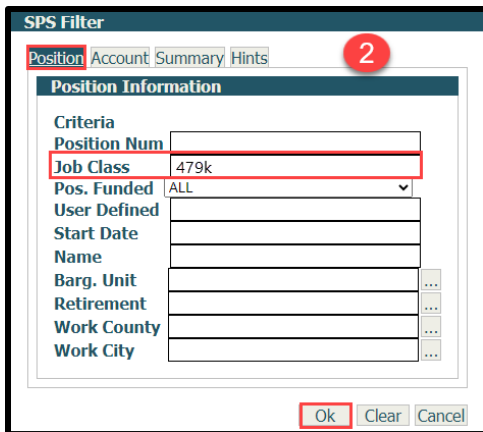 SPS Filter
Position Account Summary Hints
2
Position Information
Criteria
Position Num
Job Class 479k
Pos. Funded ALL
User Defined
Start Date
Name
Barg. Unit ...
Retirement ...
Work County ...
Work City ...
Ok Clear Cancel